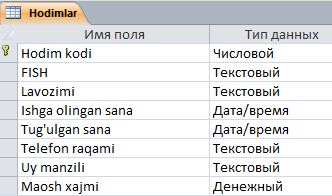 Hodimlar
Имя поля Тип данных
Hodim kodi Числовой
FISH Текстовый
Lavozimi Текстовый
Ishga olingan sana Дата/время
Tug'ulgan sana Дата/время
Telefon raqami Текстовый
Uy manzili Текстовый
Maosh xajmi Денежный